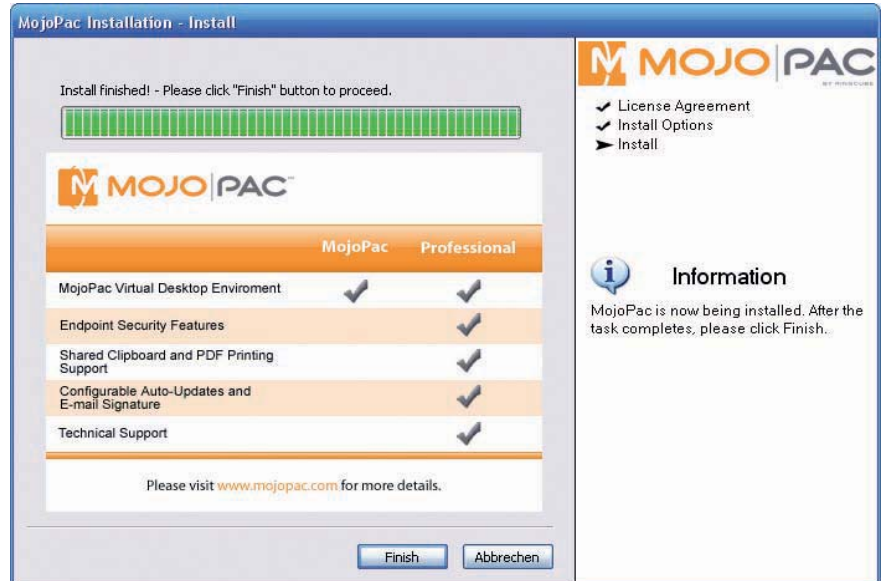 MojoPac Installation - Install
Install finished! - Please click "Finish" button to proceed.
MOJO PAC™
MojoPac Professional
MojoPac Virtual Desktop Enviroment
Endpoint Security Features
Shared Clipboard and PDF Printing
Support
Configurable Auto-Updates and
E-mail Signature
Technical Support
Please visit www.mojopac.com for more details.
Finish Abbrechen
MOJO PAC
BY RINGCUBE
License Agreement
Install Options
Install
Information
MojoPac is now being installed. After the
task completes, please click Finish.